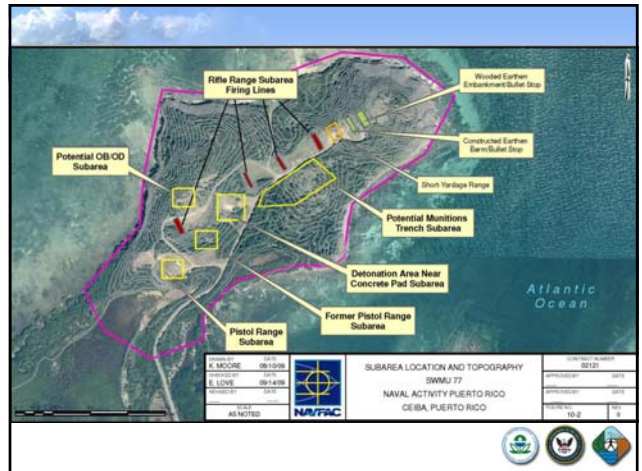 Rifle Range Subarea
Firing Lines
Wooded Earthen
Embankment/Bullet Stop
Constructed Earthen
Berm/Bullet Stop
Short-Yardage Range
Potential OB/OD
Subarea
Potential Munitions
Trench Subarea
Detonation Area Near
Concrete Pad Subarea
Former Pistol Range
Subarea
Pistol Range
Subarea
Atlantic
Ocean
DRAWN BY DATE
K. MOORE 08/10/09
CHECKED BY DATE
E. LOVE 09/14/09
REVISED BY DATE
SCALE
AS NOTED
NAVFAC
SUBAREA LOCATION AND TOPOGRAPHY
SWMU 77
NAVAL ACTIVITY PUERTO RICO
CEIBA, PUERTO RICO
CONTRACT NUMBER
02121
APPROVED BY DATE
APPROVED BY DATE
FIGURE NO.
10-2
REV
0